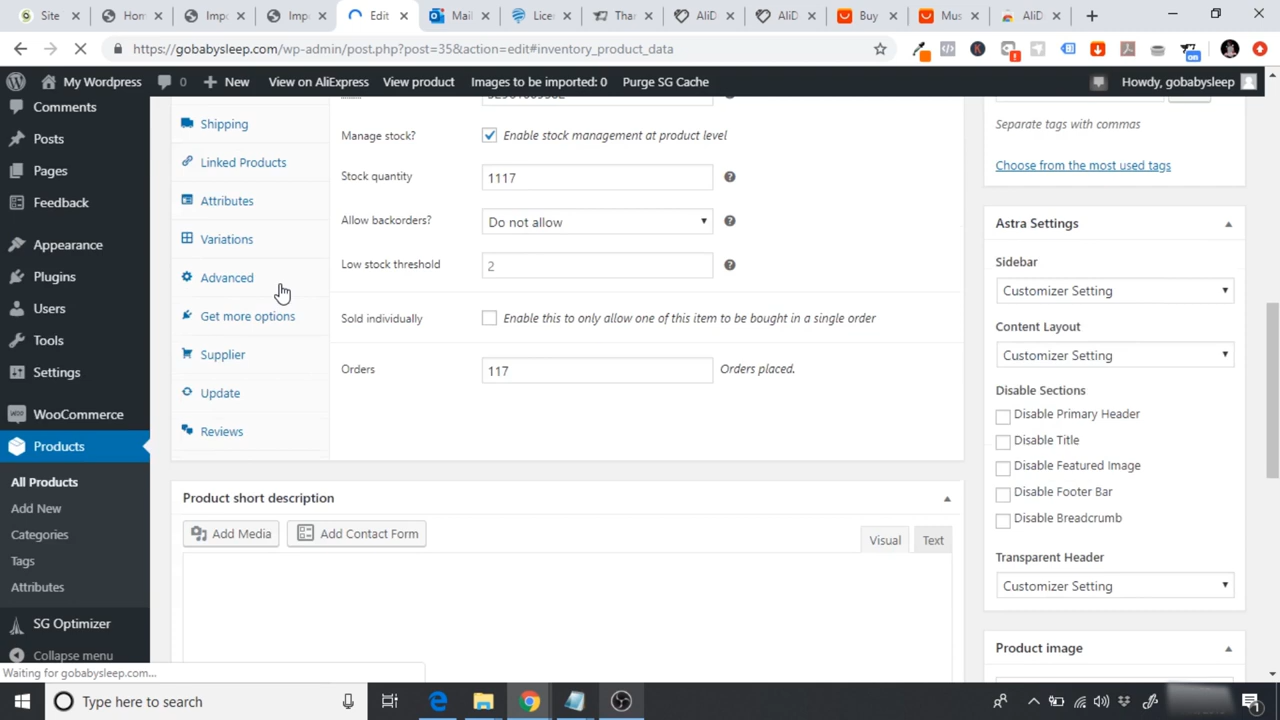 Site
Hom
Impo
Impo
Edit
Mail
Licer
Than
AliD
AliD
Buy
Mus
AliD
https://gobabysleep.com/wp-admin/post.php?post=35&action=edit#inventory_product_data
on
My Wordpress
0
New
View on AliExpress
View product
Images to be imported: 0
Purge SG Cache
Howdy, gobabysleep
Comments
Posts
Pages
Feedback
Appearance
Plugins
Users
Tools
Settings
WooCommerce
Products
All Products
Add New
Categories
Tags
Attributes
SG Optimizer
Collapse menu
Shipping
Linked Products
Attributes
Variations
Advanced
Get more options
Supplier
Update
Reviews
Manage stock?
Enable stock management at product level
Stock quantity
1117
Allow backorders?
Do not allow
Low stock threshold
2
Sold individually
Enable this to only allow one of this item to be bought in a single order
Orders
117
Orders placed.
Product short description
Add Media
Add Contact Form
Visual
Text
Separate tags with commas
Choose from the most used tags
Astra Settings
Sidebar
Customizer Setting
Content Layout
Customizer Setting
Disable Sections
Disable Primary Header
Disable Title
Disable Featured Image
Disable Footer Bar
Disable Breadcrumb
Transparent Header
Customizer Setting
Product image
Waiting for gobabysleep.com...
Type here to search